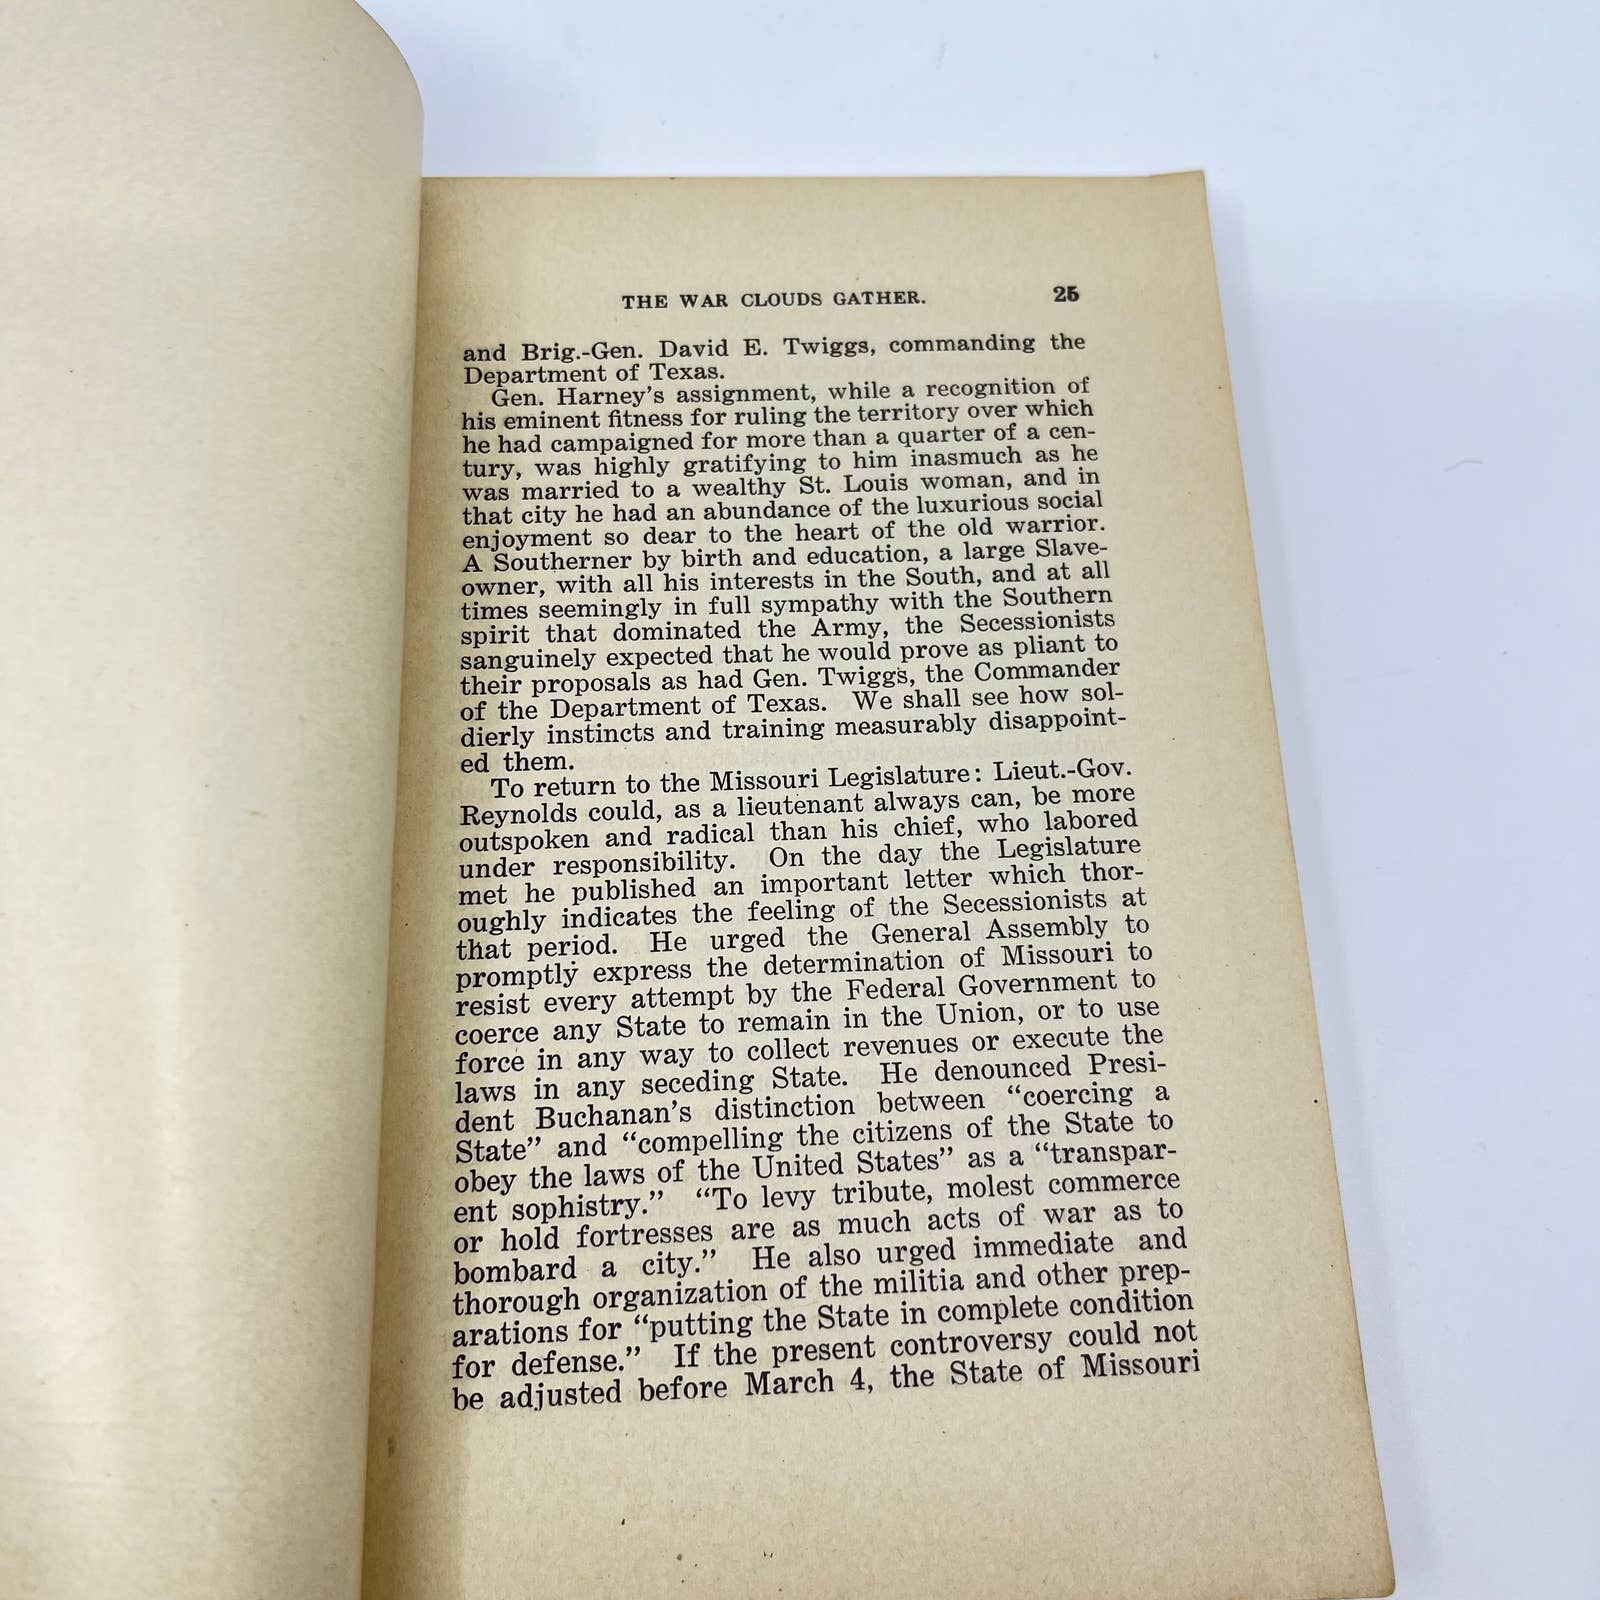 THE WAR CLOUDS GATHER. 25
and Brig.-Gen. David E. Twiggs, commanding the
Department of Texas.
Gen. Harney's assignment, while a recognition of
his eminent fitness for ruling the territory over which
he had campaigned for more than a quarter of a cen-
tury, was highly gratifying to him inasmuch as he
was married to a wealthy St. Louis woman, and in
that city he had an abundance of the luxurious social
enjoyment so dear to the heart of the old warrior.
A Southerner by birth and education, a large Slave-
owner, with all his interests in the South, and at all
times seemingly in full sympathy with the Southern
spirit that dominated the Army, the Secessionists
sanguinely expected that he would prove as pliant to
their proposals as had Gen. Twiggs, the Commander
of the Department of Texas. We shall see how sol-
dierly instincts and training measurably disappoint-
ed them.
To return to the Missouri Legislature: Lieut.-Gov.
Reynolds could, as a lieutenant always can, be more
outspoken and radical than his chief, who labored
under responsibility. On the day the Legislature
met he published an important letter which thor-
oughly indicates the feeling of the Secessionists at
that period. He urged the General Assembly to
promptly express the determination of Missouri to
resist every attempt by the Federal Government to
coerce any State to remain in the Union, or to use
force in any way to collect revenues or execute the
laws in any seceding State. He denounced Presi-
dent Buchanan's distinction between "coercing a
State" and "compelling the citizens of the State to
obey the laws of the United States" as a "transpar-
ent sophistry." "To levy tribute, molest commerce
or hold fortresses are as much acts of war as to
bombard a city." He also urged immediate and
thorough organization of the militia and other prep-
arations for "putting the State in complete condition
for defense." If the present controversy could not
be adjusted before March 4, the State of Missouri